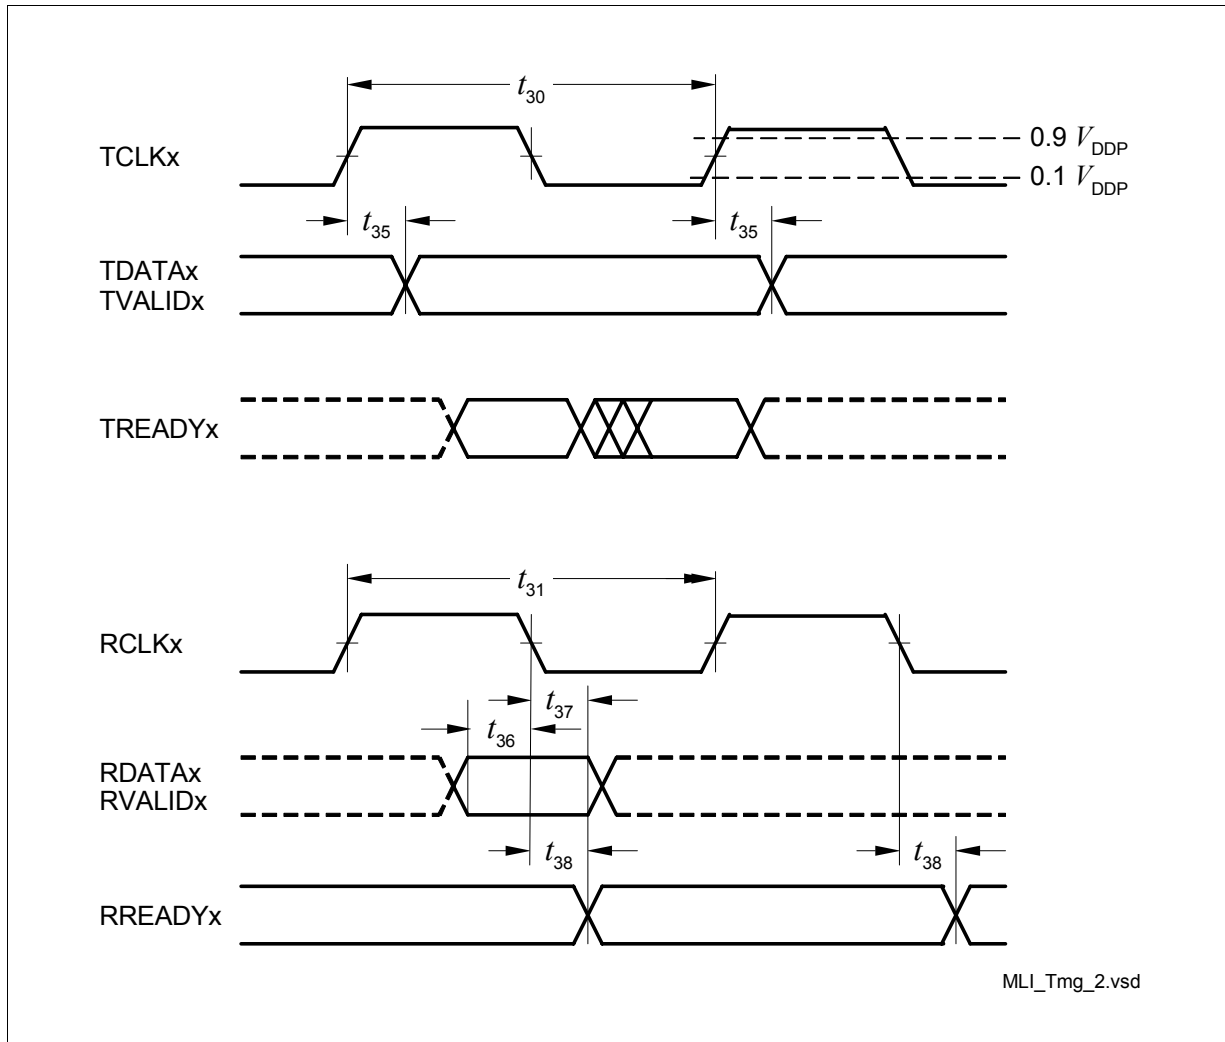 t30
TCLKx
0.9 VDDP
0.1 VDDP
t35
t35
TDATAx
TVALIDx
TREADYx
t31
RCLKx
t37
t36
RDATAx
RVALIDx
t38
t38
RREADYx
MLI_Tmg_2.vsd